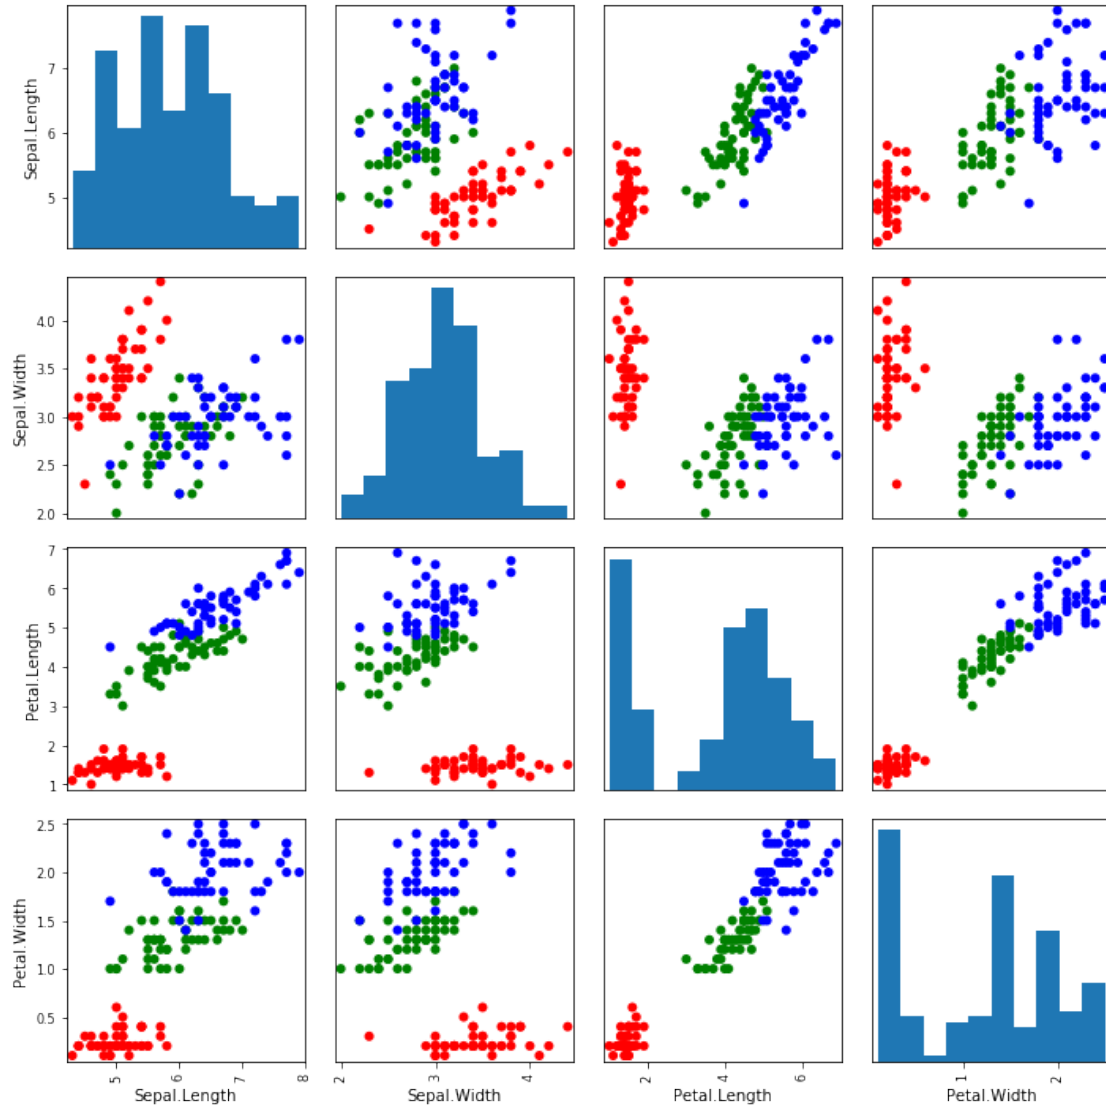 Sepal.Length
7
6
5
Sepal.Width
4.0
3.5
3.0
2.5
2.0
Petal.Length
7
6
5
4
3
2
1
Petal.Width
2.5
2.0
1.5
1.0
0.5
5 6 7 8
2 3 4
2 4 6
1 2
Sepal.Length Sepal.Width Petal.Length Petal.Width